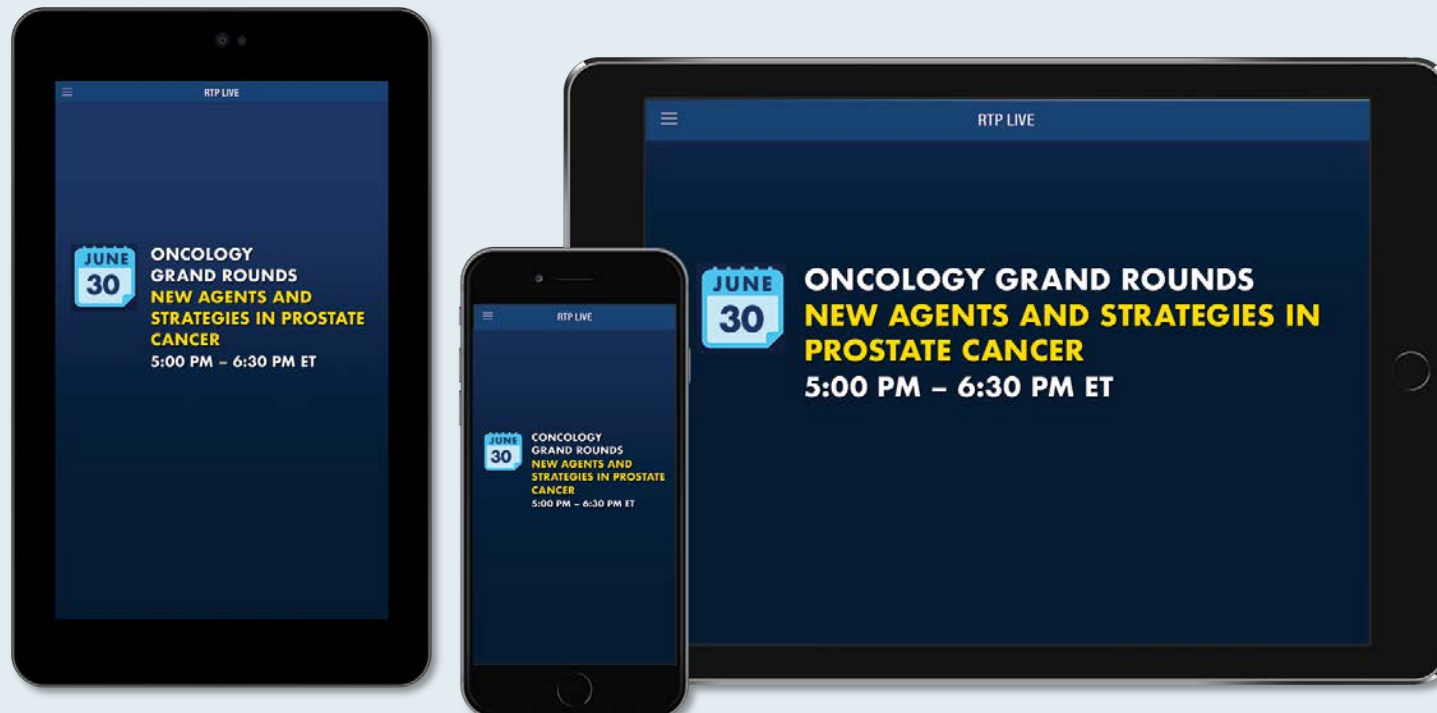 RTP LIVE
JUNE
30
ONCOLOGY
GRAND ROUNDS
NEW AGENTS AND
STRATEGIES IN PROSTATE
CANCER
5:00 PM – 6:30 PM ET
RTP LIVE
JUNE
30
CONCOLOGY
GRAND ROUNDS
NEW AGENTS AND
STRATEGIES IN PROSTATE
CANCER
5:00 PM – 6:30 PM ET
RTP LIVE
JUNE
30
ONCOLOGY GRAND ROUNDS
NEW AGENTS AND STRATEGIES IN
PROSTATE CANCER
5:00 PM – 6:30 PM ET